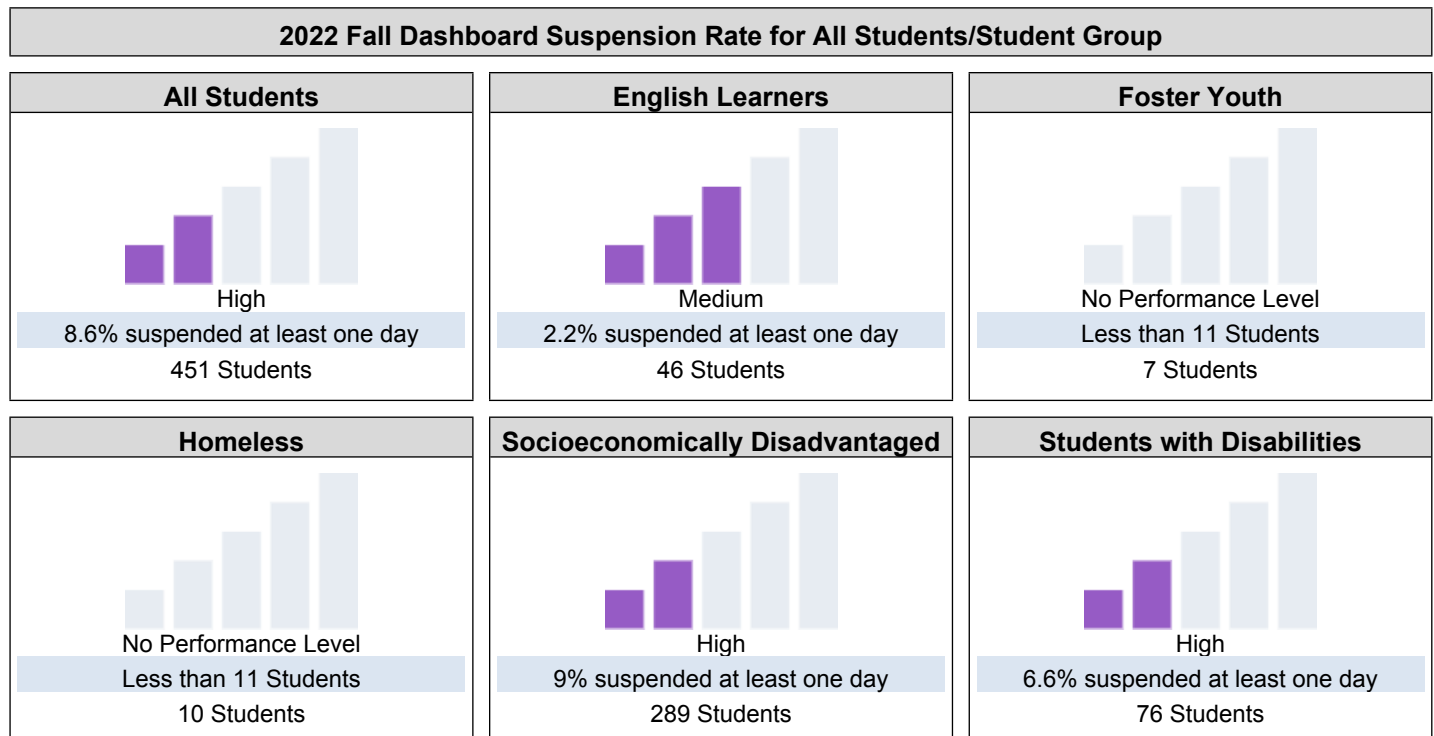 2022 Fall Dashboard Suspension Rate for All Students/Student Group
All Students
High
8.6% suspended at least one day
451 Students
English Learners
Medium
2.2% suspended at least one day
46 Students
Foster Youth
No Performance Level
Less than 11 Students
7 Students
Homeless
No Performance Level
Less than 11 Students
10 Students
Socioeconomically Disadvantaged
High
9% suspended at least one day
289 Students
Students with Disabilities
High
6.6% suspended at least one day
76 Students